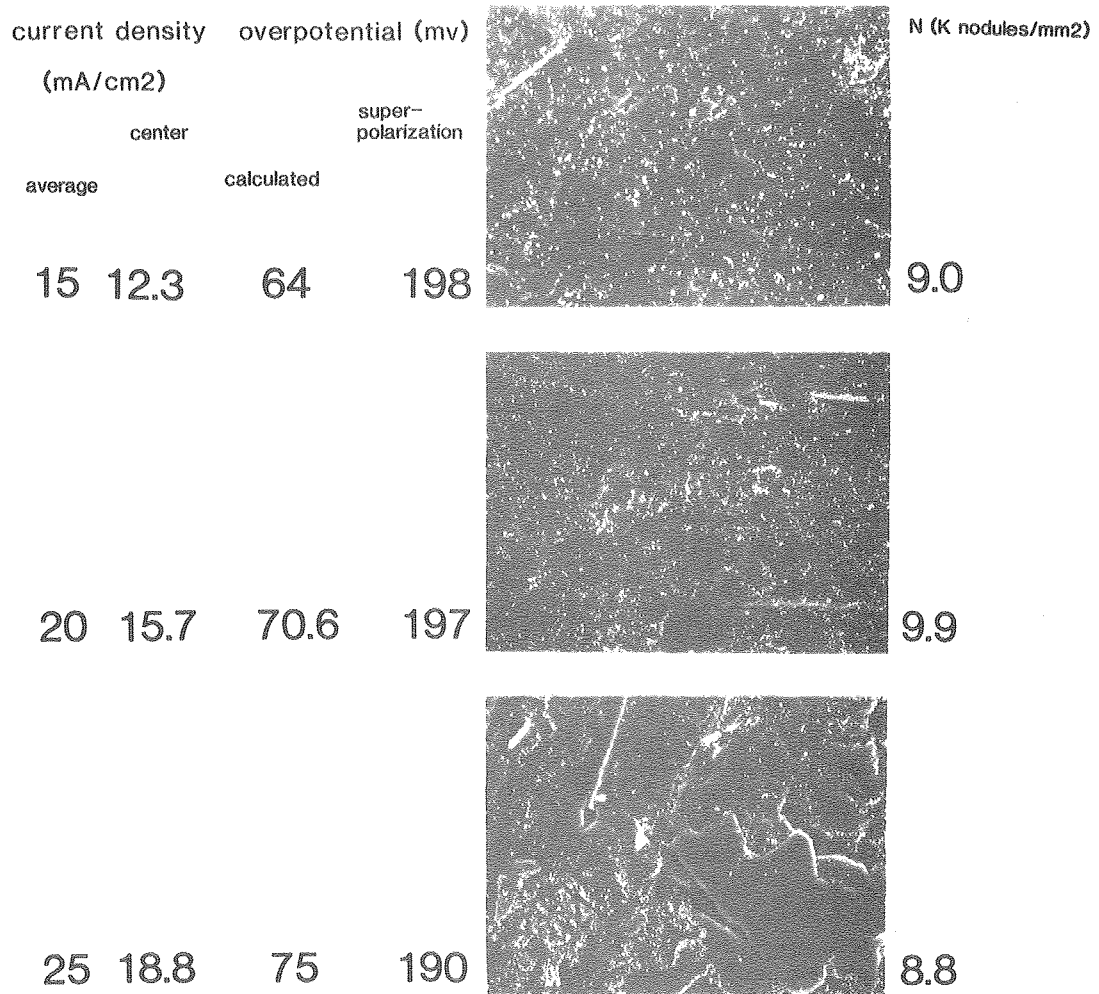 current density overpotential (mv) N (K nodules/mm2)
(mA/cm2)
super-
center polarization
average calculated
15 12.3 64 198 9.0
20 15.7 70.6 197 9.9
25 18.8 75 190 8.8